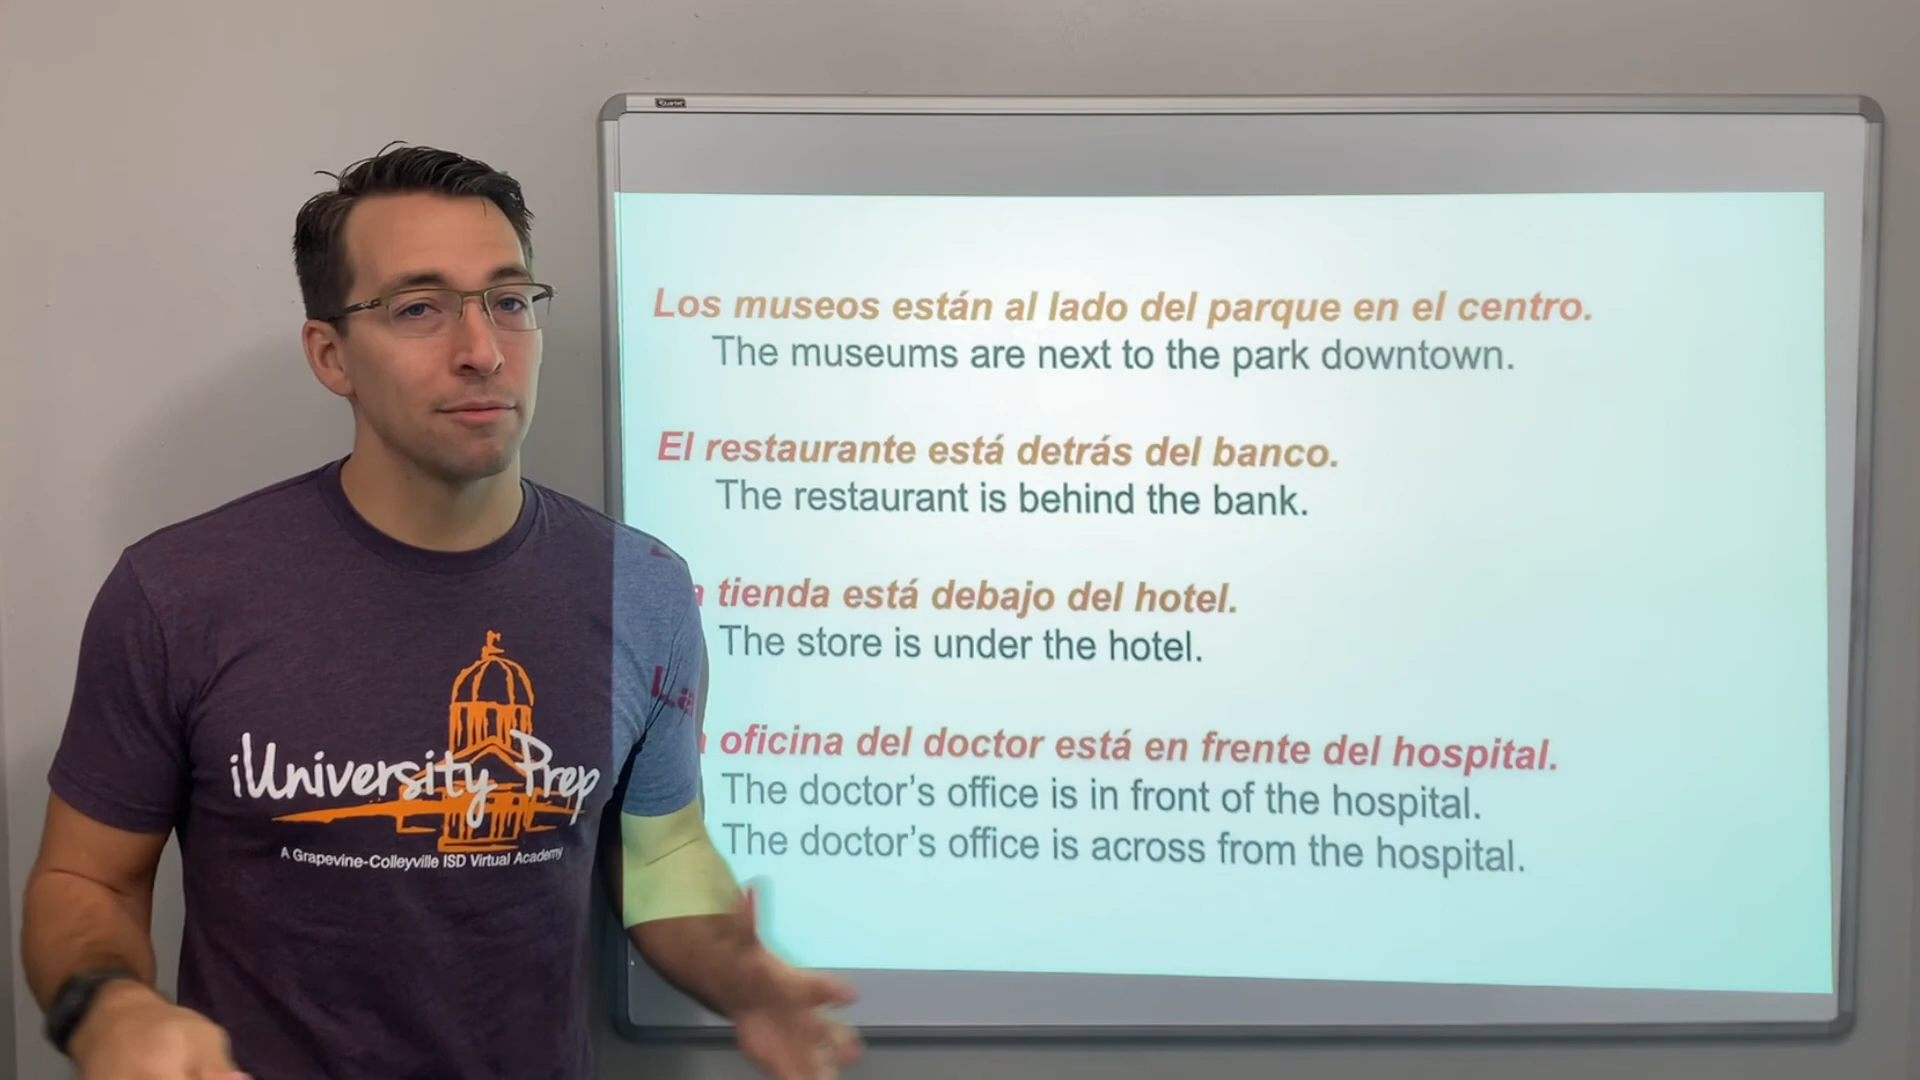 Quartet
Los museos están al lado del parque en el centro.
The museums are next to the park downtown.
El restaurante está detrás del banco.
The restaurant is behind the bank.
tienda está debajo del hotel.
The store is under the hotel.
La
oficina del doctor está en frente del hospital.
The doctor's office is in front of the hospital.
The doctor's office is across from the hospital.
iUniversity Prep
A Grapevine-Colleyville ISD Virtual Academy